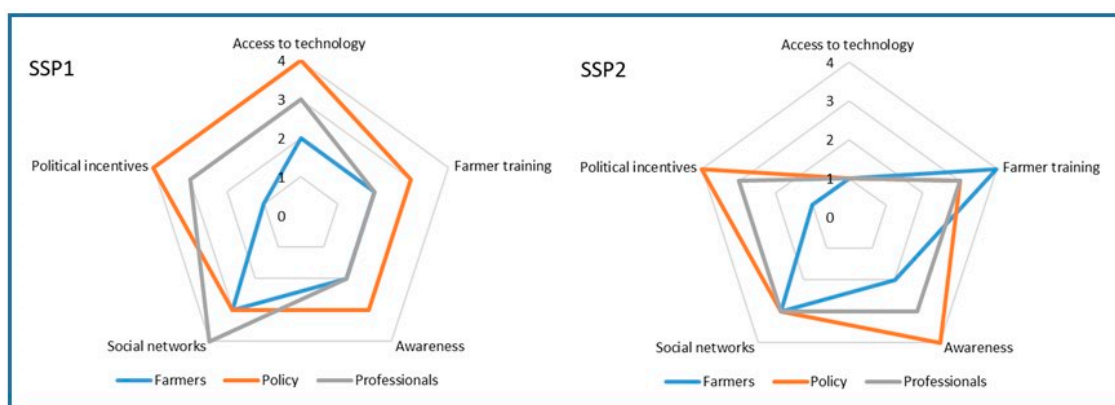 SSP1
Access to technology
4
3
2
1
0
Political incentives
Farmer training
Social networks
Awareness
Farmers Policy Professionals
SSP2
Access to technology
4
3
2
1
0
Political incentives
Farmer training
Social networks
Awareness
Farmers Policy Professionals